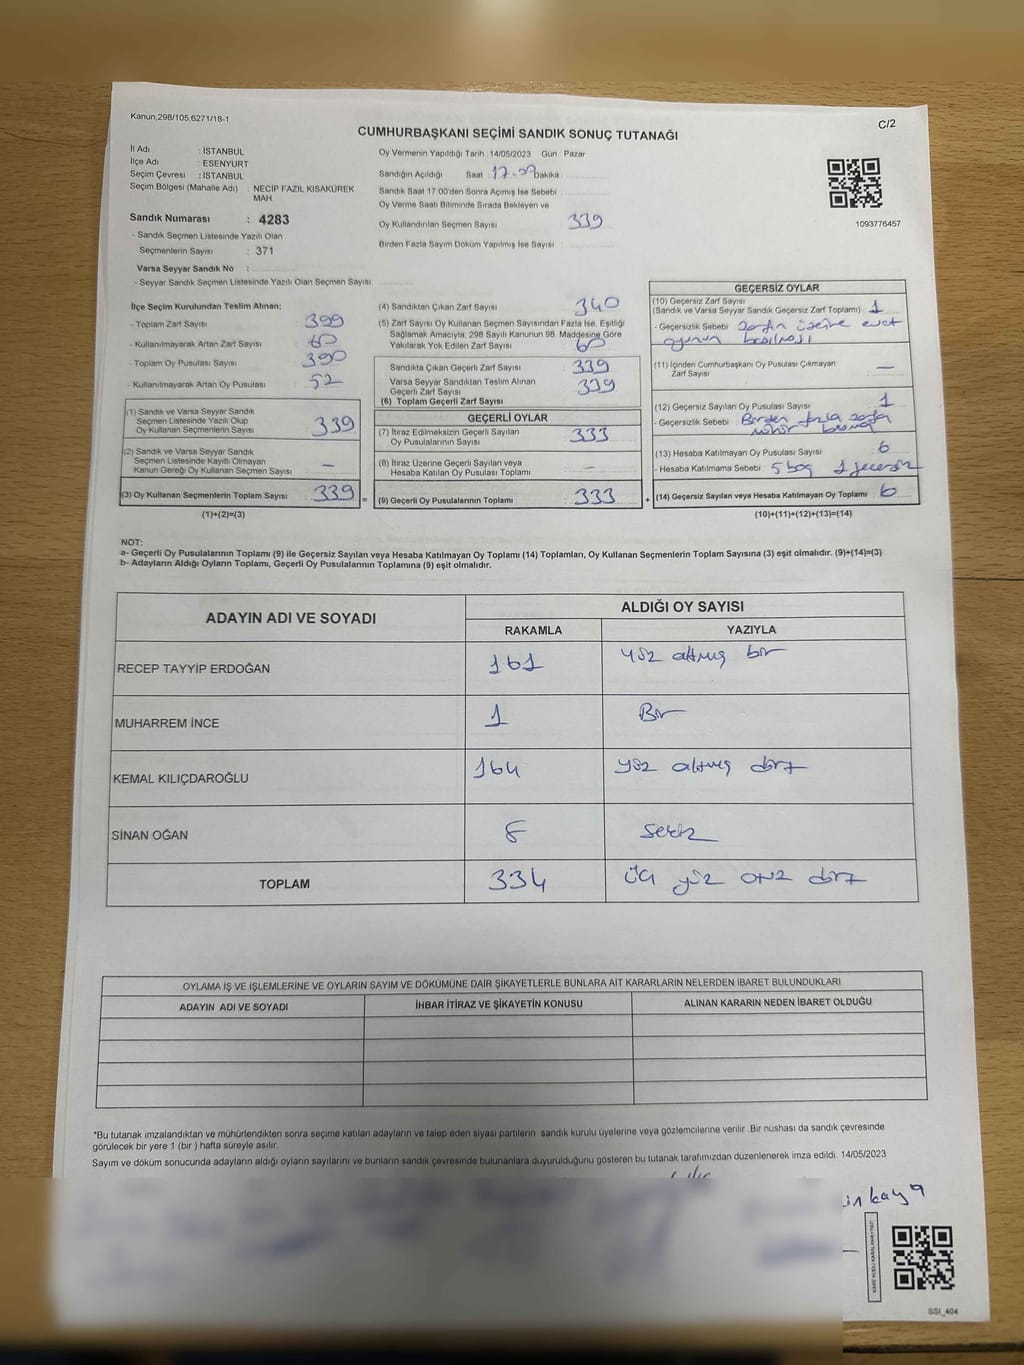 Kanun,298/105,6271/18-1
C/2
CUMHURBAŞKANI SEÇİMİ SANDIK SONUÇ TUTANAĞI
İl Adı : İSTANBUL
İlçe Adı : ESENYURT
Seçim Çevresi : İSTANBUL
Seçim Bölgesi (Mahalle Adı) : NECİP FAZIL KISAKÜREK
MAH
Sandık Numarası : 4283
- Sandık Seçmen Listesinde Yazılı Olan
Seçmenlerin Sayısı : 371
Varsa Seyyar Sandık No :
- Seyyar Sandık Seçmen Listesinde Yazılı Olan Seçmen Sayısı:
Oy Vermenin Yapıldığı Tarih : 14/05/2023 Gün : Pazar
Sandığın Açıldığı Saat : 17-00 Dakika :
Sandık Saat 17.00'den Sonra Açımış İse Sebebi :
Oy Verme Saati Bitiminde Sırada Bekleyen ve
Oy Kullandırılan Seçmen Sayısı : 339
Birden Fazla Sayım Döküm Yapılmış İse Sayısı :
1093776457
İlçe Seçim Kurulundan Teslim Alınan;
- Toplam Zarf Sayısı : 399
- Kullanılmayarak Artan Zarf Sayısı : 60
- Toplam Oy Pusulası Sayısı : 390
- Kullanılmayarak Artan Oy Pusulası : 52
(1) Sandık ve Varsa Seyyar Sandık
Seçmen Listesinde Yazılı Olup
Oy Kullanan Seçmenlerin Sayısı : 339
(2) Sandık ve Varsa Seyyar Sandık
Seçmen Listesinde Kayıtlı Olmayan
Kanun Gereği Oy Kullanan Seçmen Sayısı : –
(3) Oy Kullanan Seçmenlerin Toplam Sayısı : 339 =
(1)+(2)=(3)
(4) Sandıktan Çıkan Zarf Sayısı : 340
(5) Zarf Sayısı Oy Kullanan Seçmen Sayısından Fazla İse, Eşitliği
Sağlamak Amacıyla, 298 Sayılı Kanunun 98. Maddesine Göre
Yakılarak Yok Edilen Zarf Sayısı : 60
Sandıkta Çıkan Geçerli Zarf Sayısı : 339
Varsa Seyyar Sandıktan Teslim Alınan
Geçerli Zarf Sayısı : 339
(6) Toplam Geçerli Zarf Sayısı
GEÇERLİ OYLAR
(7) İtiraz Edilmeksizin Geçerli Sayılan
Oy Pusulalarının Sayısı : 333
(8) İtiraz Üzerine Geçerli Sayılan veya
Hesaba Katılan Oy Pusulası Toplamı : –
(9) Geçerli Oy Pusulalarının Toplamı : 333 +
GEÇERSİZ OYLAR
(10) Geçersiz Zarf Sayısı
(Sandık ve Varsa Seyyar Sandık Geçersiz Zarf Toplamı) : 1
- Geçersizlik Sebebi : zarfın üzerine evet
oyunun basılması
(11) İçinden Cumhurbaşkanı Oy Pusulası Çıkmayan
Zarf Sayısı : –
(12) Geçersiz Sayılan Oy Pusulası Sayısı : 1
- Geçersizlik Sebebi : Birden fazla
mühür
(13) Hesaba Katılmayan Oy Pusulası Sayısı : 6
- Hesaba Katılmama Sebebi : 5 boş 1 geçersiz
(14) Geçersiz Sayılan veya Hesaba Katılmayan Oy Toplamı : 6
(10)+(11)+(12)+(13)=(14)
NOT:
a- Geçerli Oy Pusulalarının Toplamı (9) ile Geçersiz Sayılan veya Hesaba Katılmayan Oy Toplamı (14) Toplamları, Oy Kullanan Seçmenlerin Toplam Sayısına (3) eşit olmalıdır. (9)+(14)=(3)
b- Adayların Aldığı Oyların Toplamı, Geçerli Oy Pusulalarının Toplamına (9) eşit olmalıdır.
ADAYIN ADI VE SOYADI
ALDIĞI OY SAYISI
RAKAMLA YAZIYLA
RECEP TAYYİP ERDOĞAN 161 yüz altmış bir
MUHARREM İNCE 1 Bir
KEMAL KILIÇDAROĞLU 164 yüz altmış dört
SİNAN OĞAN 8 sekiz
TOPLAM 334 üç yüz otuz dört
OYLAMA İŞ VE İŞLEMLERİNE VE OYLARIN SAYIM VE DÖKÜMÜNE DAİR ŞİKAYETLERLE BUNLARA AİT KARARLARIN NELERDEN İBARET BULUNDUKLARI
ADAYIN ADI VE SOYADI İHBAR İTİRAZ VE ŞİKAYETİN KONUSU ALINAN KARARIN NEDEN İBARET OLDUĞU
*Bu tutanak imzalandıktan ve mühürlendikten sonra seçime katılan adayların ve talep eden siyasi partilerin sandık kurulu üyelerine veya gözlemcilerine verilir. Bir nüshası da sandık çevresinde
görülecek bir yere 1 (bir ) hafta süreyle asılır.
Sayım ve döküm sonucunda adayların aldığı oyların sayılarını ve bunların sandık çevresinde bulunanlara duyurulduğunu gösteren bu tutanak tarafımızdan düzenlenerek imza edildi. 14/05/2023
KARE KODU KARALAMAYINIZ!
SSI_404